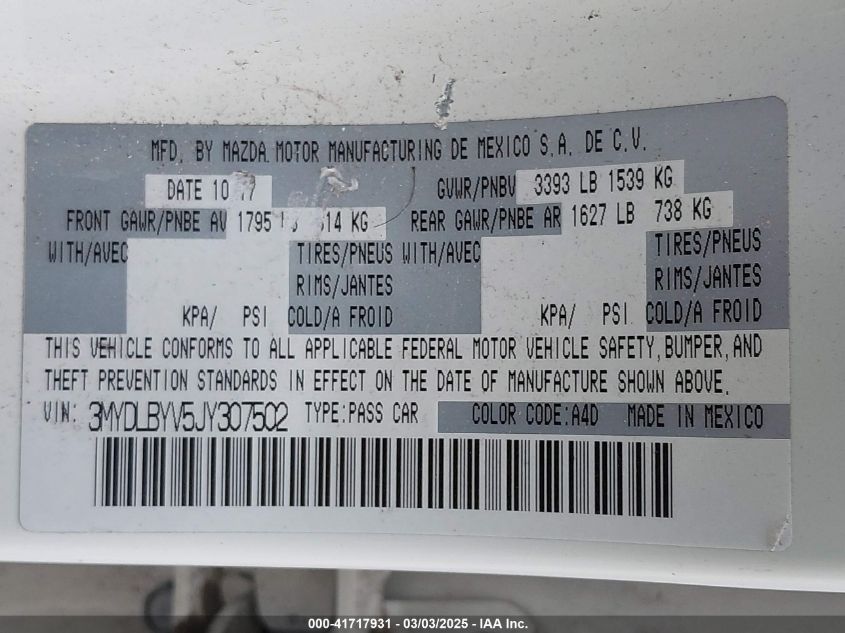 MFD. BY MAZDA MOTOR MANUFACTURING DE MEXICO S.A. DE C.V.
DATE 10 GVWR/PNBV 3393 LB 1539 KG
FRONT GAWR/PNBE AV 1795 KG REAR GAWR/PNBE AR 1627 LB 738 KG
WITH/AVEC TIRES/PNEUS WITH/AVEC TIRES/PNEUS
RIMS/JANTES RIMS/JANTES
KPA/ PSI COLD/A FROID KPA/ PSI COLD/A FROID
THIS VEHICLE CONFORMS TO ALL APPLICABLE FEDERAL MOTOR VEHICLE SAFETY, BUMPER, AND
THEFT PREVENTION STANDARDS IN EFFECT ON THE DATE OF MANUFACTURE SHOWN ABOVE.
VIN: 3MYDLBYV5JY307502 TYPE:PASS CAR COLOR CODE:A4D MADE IN MEXICO
000-41717931 - 03/03/2025 - IAA Inc.